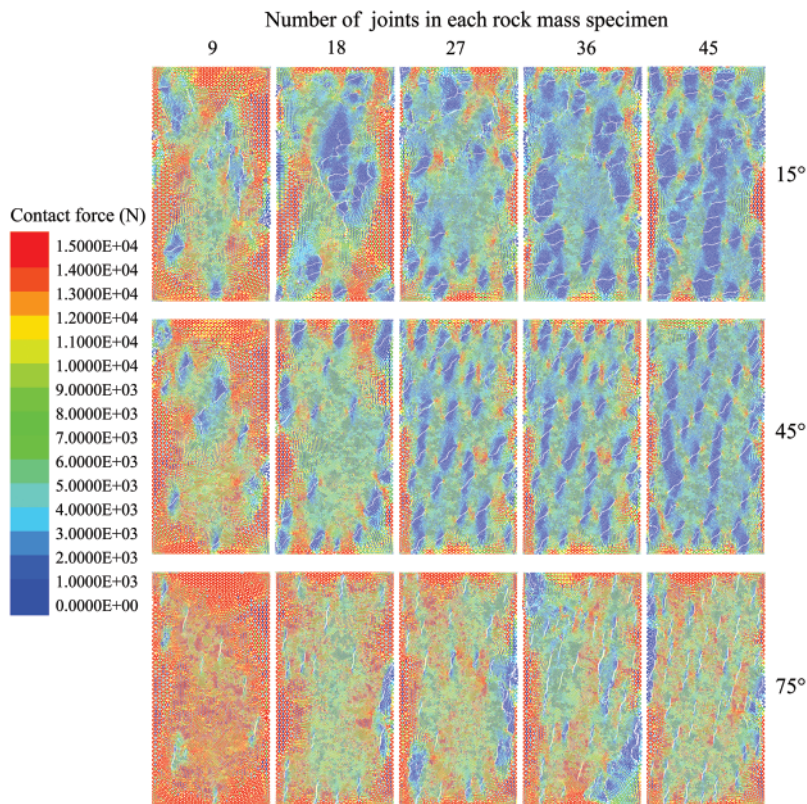 Number of joints in each rock mass specimen
9 18 27 36 45
15°
Contact force (N)
1.5000E+04
1.4000E+04
1.3000E+04
1.2000E+04
1.1000E+04
1.0000E+04
9.0000E+03
8.0000E+03
7.0000E+03
6.0000E+03
5.0000E+03
4.0000E+03
3.0000E+03
2.0000E+03
1.0000E+03
0.0000E+00
45°
75°